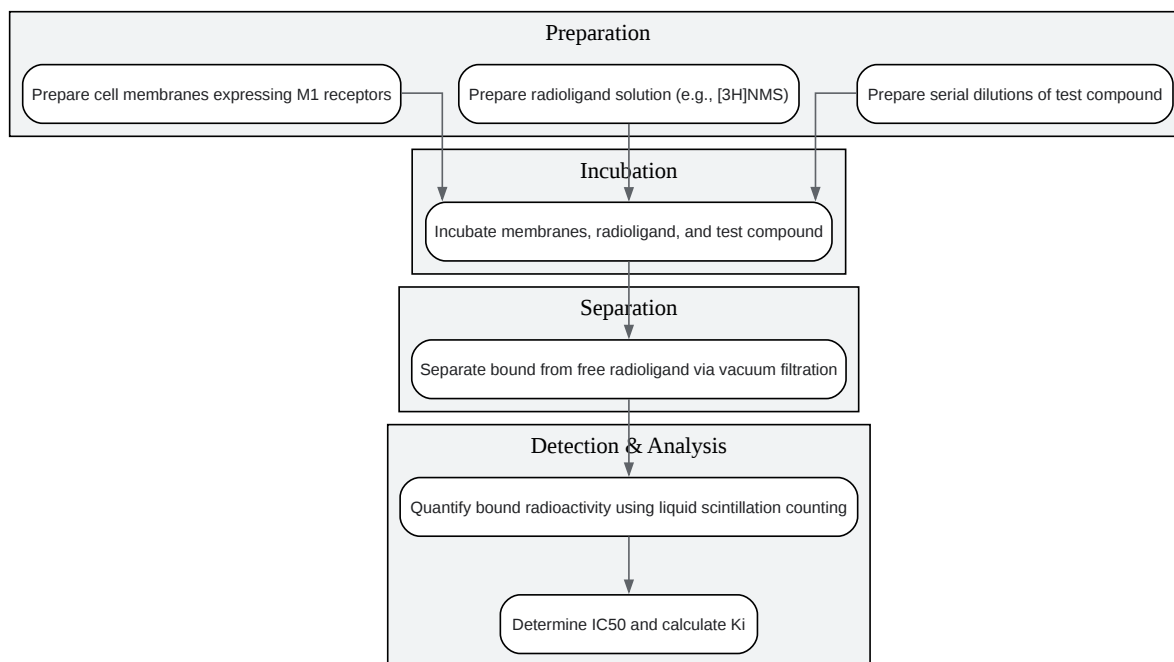 Preparation
Prepare cell membranes expressing M1 receptors
Prepare radioligand solution (e.g., [3H]NMS)
Prepare serial dilutions of test compound
Incubation
Incubate membranes, radioligand, and test compound
Separation
Separate bound from free radioligand via vacuum filtration
Detection & Analysis
Quantify bound radioactivity using liquid scintillation counting
Determine IC50 and calculate Ki